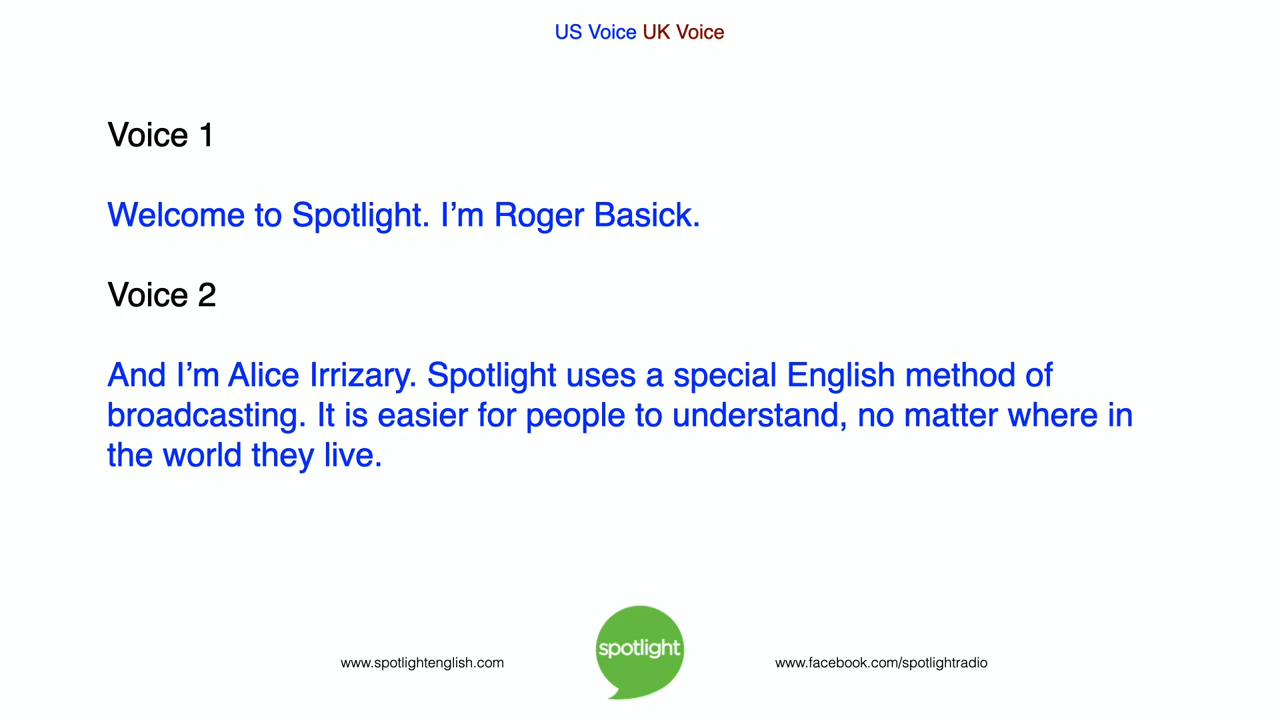 US Voice UK Voice
Voice 1
Welcome to Spotlight. I’m Roger Basick.
Voice 2
And I’m Alice Irrizary. Spotlight uses a special English method of
broadcasting. It is easier for people to understand, no matter where in
the world they live.
www.spotlightenglish.com
spotlight
www.facebook.com/spotlightradio